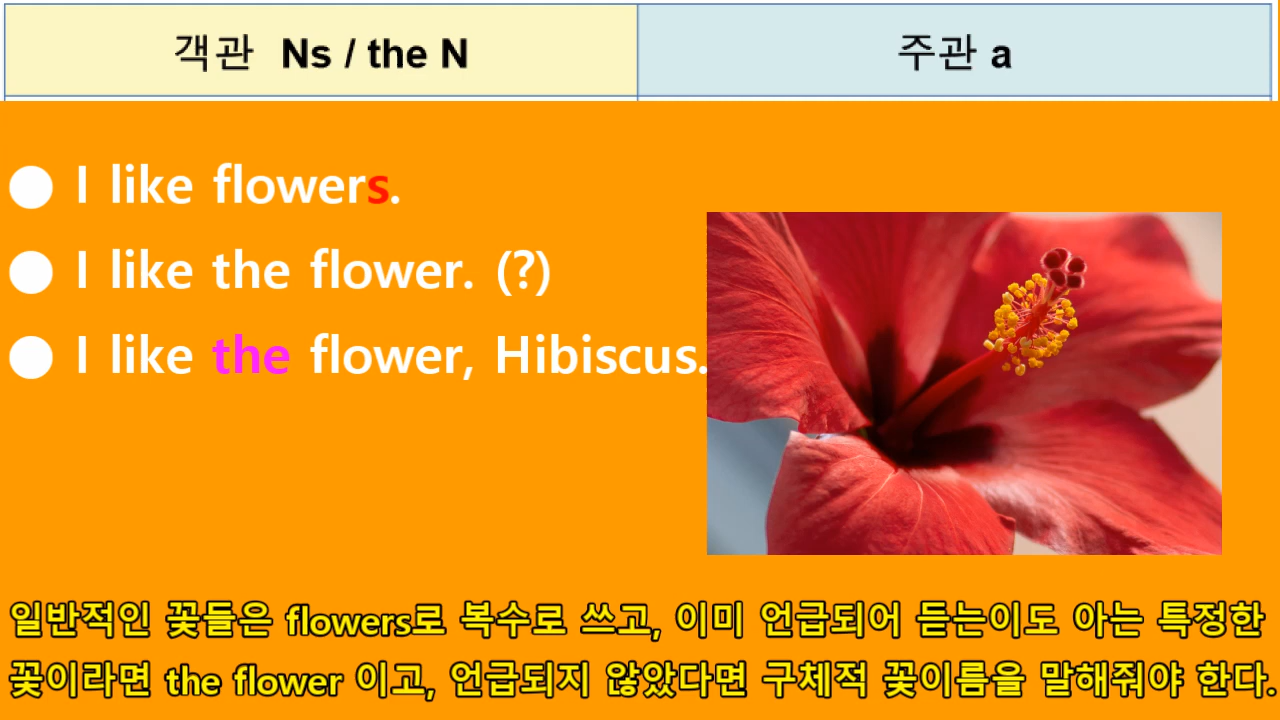 객관 Ns / the N
주관 a
● I like flowers.
● I like the flower. (?)
● I like the flower, Hibiscus.
일반적인 꽃들은 flowers로 복수로 쓰고, 이미 언급되어 듣는이도 아는 특정한
꽃이라면 the flower 이고, 언급되지 않았다면 구체적 꽃이름을 말해줘야 한다.